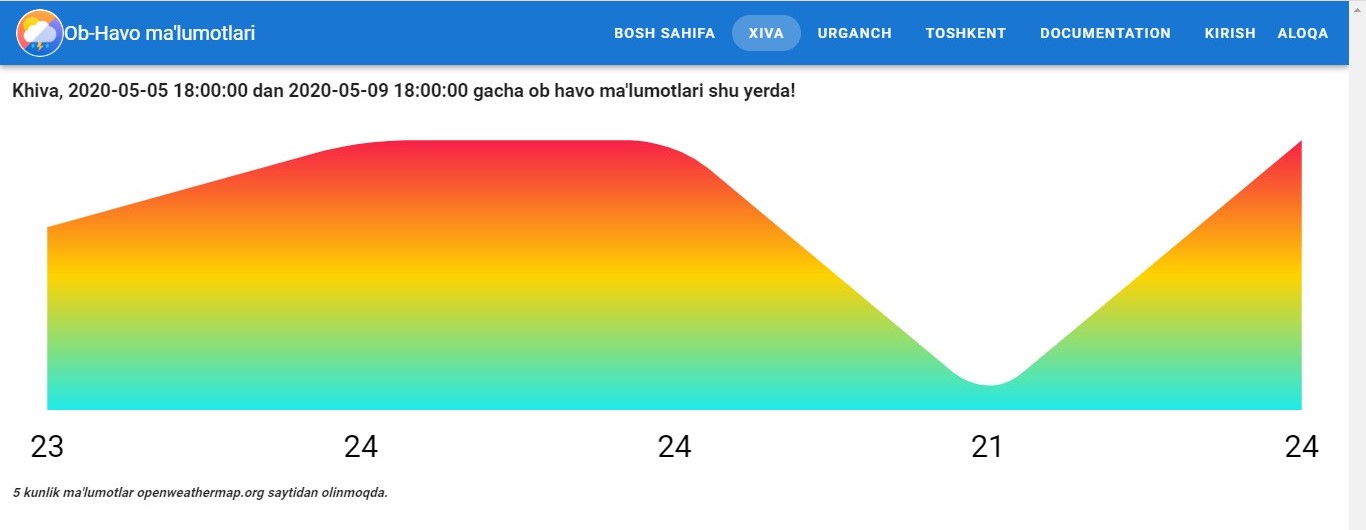 Ob-Havo ma'lumotlari BOSH SAHIFA XIVA URGANCH TOSHKENT DOCUMENTATION KIRISH ALOQA
Khiva, 2020-05-05 18:00:00 dan 2020-05-09 18:00:00 gacha ob havo ma'lumotlari shu yerda!
23 24 24 21 24
5 kunlik ma'lumotlar openweathermap.org saytidan olinmoqda.